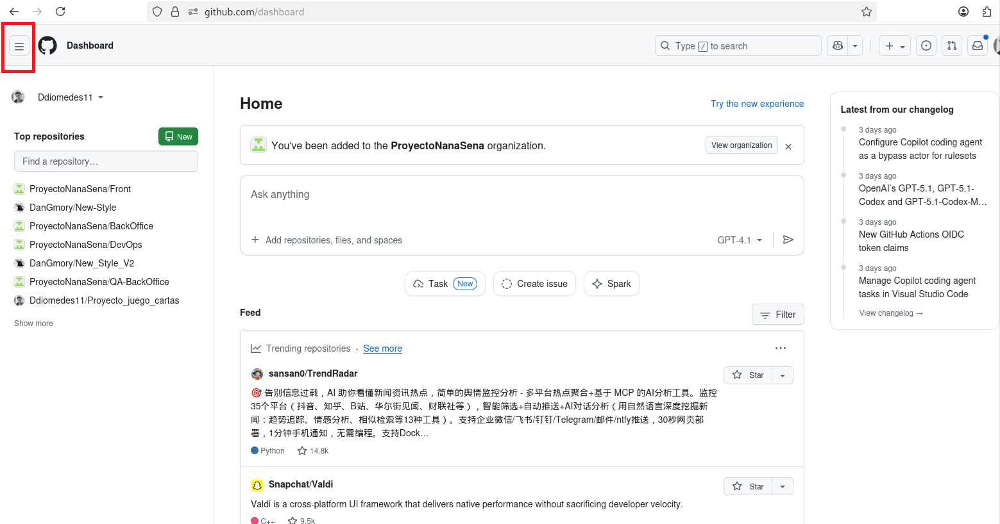 github.com/dashboard
Dashboard
Type / to search
Ddiomedes11
Top repositories
New
Find a repository…
ProyectoNanaSena/Front
DanGmory/New-Style
ProyectoNanaSena/BackOffice
ProyectoNanaSena/DevOps
DanGmory/New_Style_V2
ProyectoNanaSena/QA-BackOffice
Ddiomedes11/Proyecto_juego_cartas
Show more
Home
Try the new experience
You've been added to the ProyectoNanaSena organization.
View organization
Ask anything
Add repositories, files, and spaces
GPT-4.1
Task New
Create issue
Spark
Feed
Filter
Trending repositories · See more
sansan0/TrendRadar
Star
🎯 告别信息过载，AI 助你看懂新闻资讯热点，简单的舆情监控分析 - 多平台热点聚合+基于 MCP 的AI分析工具。监控
35个平台（抖音、知乎、B站、华尔街见闻、财联社等），智能筛选+自动推送+AI对话分析（用自然语言深度挖掘新
闻：趋势追踪、情感分析、相似检索等13种工具）。支持企业微信/飞书/钉钉/Telegram/邮件/ntfy推送，30秒网页部
署，1分钟手机通知，无需编程。支持Dock…
Python 14.8k
Snapchat/Valdi
Star
Valdi is a cross-platform UI framework that delivers native performance without sacrificing developer velocity.
C++ 9.5k
Latest from our changelog
3 days ago
Configure Copilot coding agent
as a bypass actor for rulesets
3 days ago
OpenAI's GPT-5.1, GPT-5.1-
Codex and GPT-5.1-Codex-M…
3 days ago
New GitHub Actions OIDC
token claims
3 days ago
Manage Copilot coding agent
tasks in Visual Studio Code
View changelog →